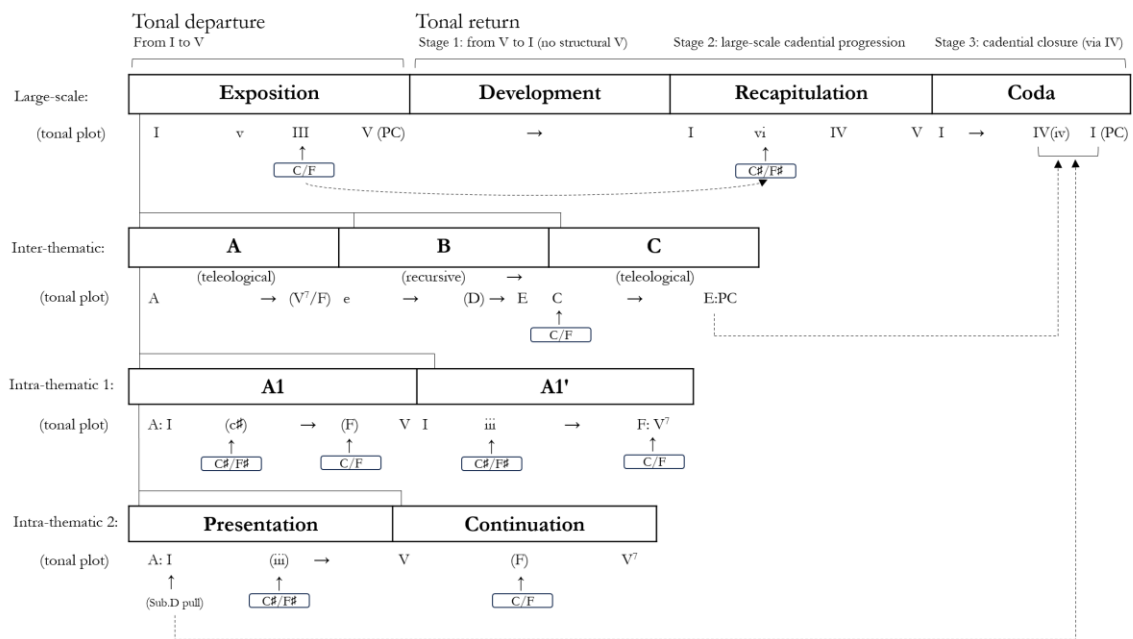 Tonal departure Tonal return
From I to V Stage 1: from V to I (no structural V) Stage 2: large-scale cadential progression Stage 3: cadential closure (via IV)
Large-scale: Exposition Development Recapitulation Coda
(tonal plot) I v III V (PC) → I vi IV V I → IV(iv) I (PC)
C/F C♯/F♯
Inter-thematic: A B C
(teleological) (recursive) → (teleological)
(tonal plot) A → (V⁷/F) e → (D) → E C → E:PC
C/F
Intra-thematic 1: A1 A1'
(tonal plot) A: I (c♯) → (F) V I iii → F: V⁷
C♯/F♯ C/F C♯/F♯ C/F
Intra-thematic 2: Presentation Continuation
(tonal plot) A: I (iii) → V (F) V⁷
(Sub.D pull) C♯/F♯ C/F